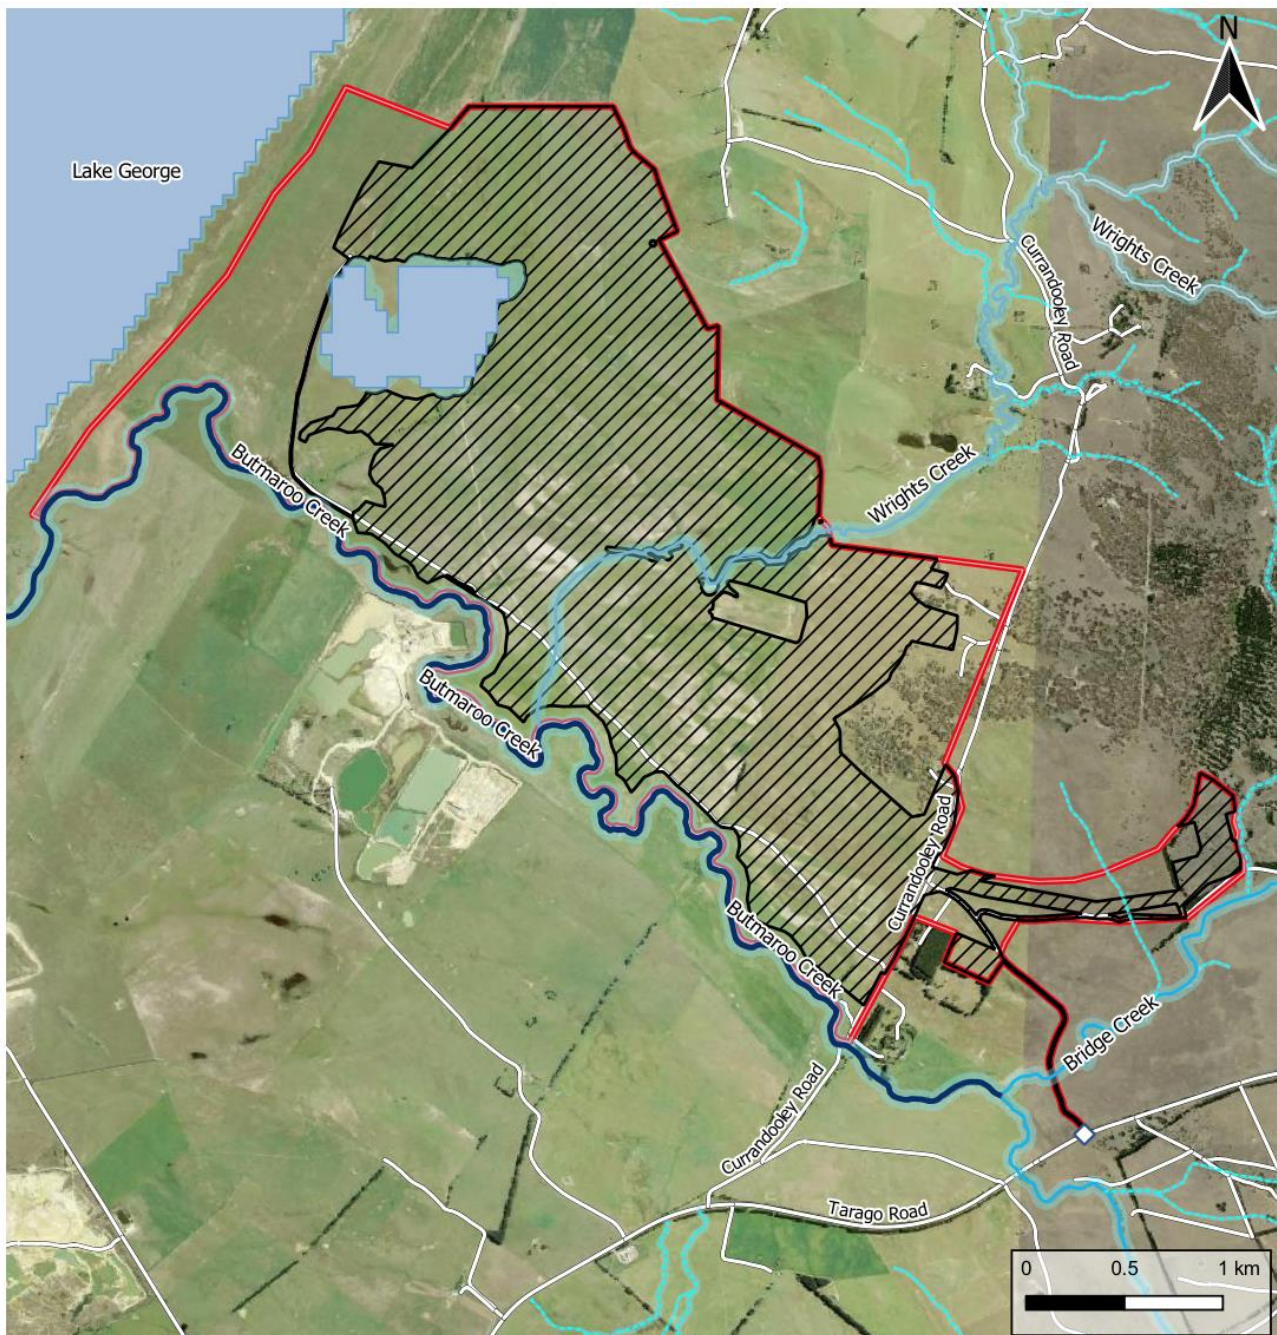 N
Lake George
Wrights Creek
Currandooley Road
Wrights Creek
Butmaroo Creek
Butmaroo Creek
Currandooley Road
Butmaroo Creek
Bridge Creek
Currandooley Road
Tarago Road
0 0.5 1 km